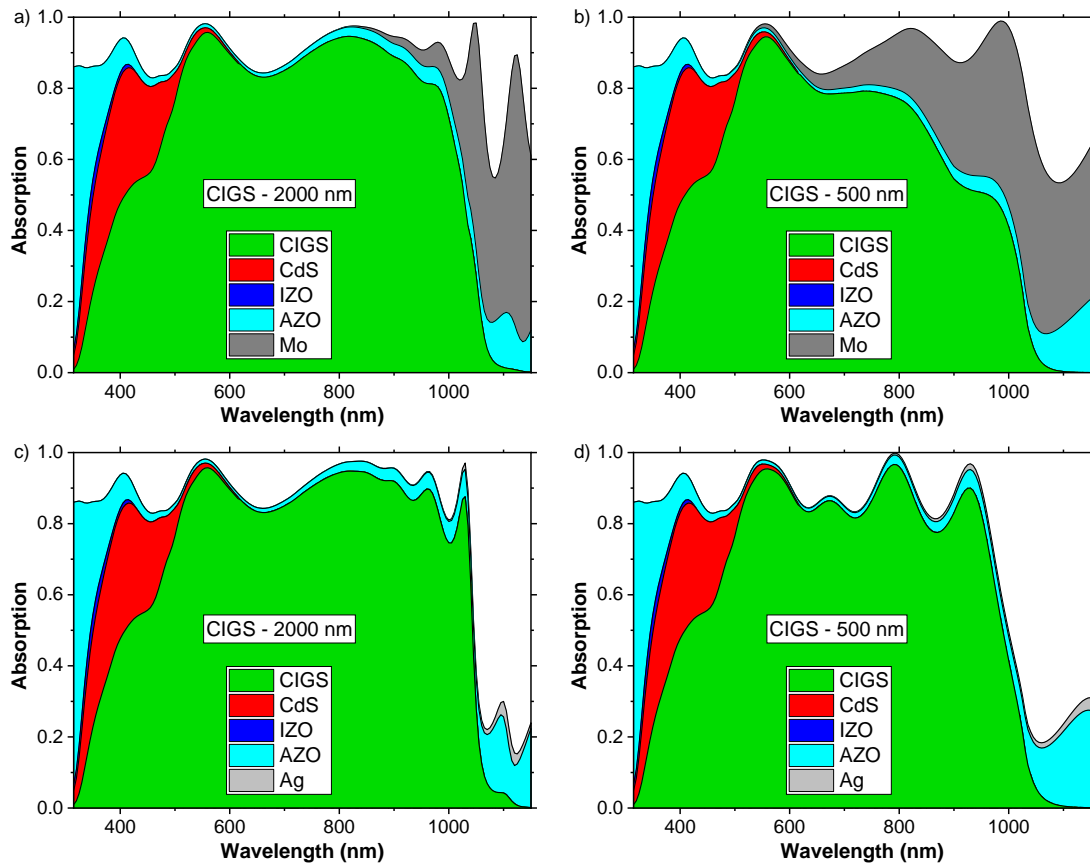 a)
1.0
0.8
0.6
0.4
0.2
0.0
Absorption
CIGS - 2000 nm
CIGS
CdS
IZO
AZO
Mo
400 600 800 1000
Wavelength (nm)
b)
1.0
0.8
0.6
0.4
0.2
0.0
Absorption
CIGS - 500 nm
CIGS
CdS
IZO
AZO
Mo
400 600 800 1000
Wavelength (nm)
c)
1.0
0.8
0.6
0.4
0.2
0.0
Absorption
CIGS - 2000 nm
CIGS
CdS
IZO
AZO
Ag
400 600 800 1000
Wavelength (nm)
d)
1.0
0.8
0.6
0.4
0.2
0.0
Absorption
CIGS - 500 nm
CIGS
CdS
IZO
AZO
Ag
400 600 800 1000
Wavelength (nm)